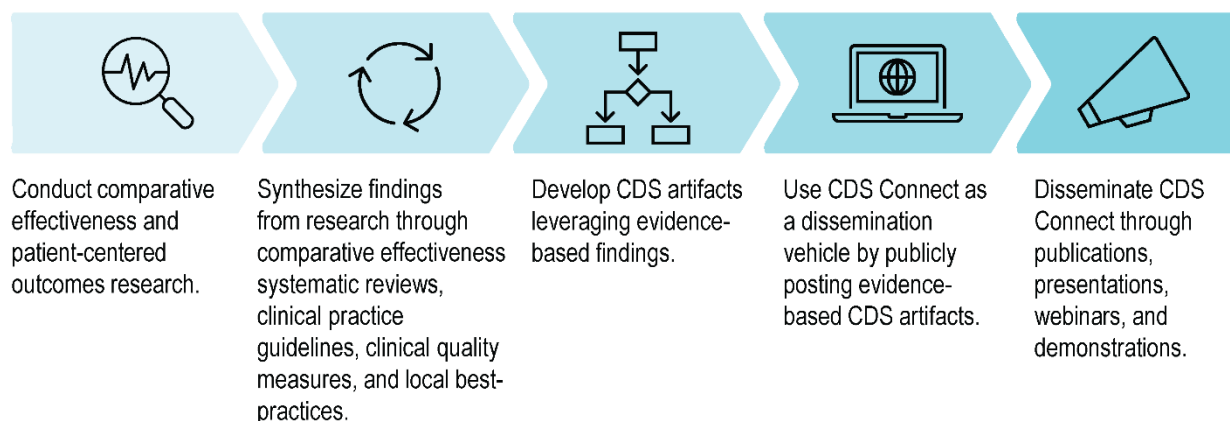 Conduct comparative
effectiveness and
patient-centered
outcomes research.
Synthesize findings
from research through
comparative effectiveness
systematic reviews,
clinical practice
guidelines, clinical quality
measures, and local best-
practices.
Develop CDS artifacts
leveraging evidence-
based findings.
Use CDS Connect as
a dissemination
vehicle by publicly
posting evidence-
based CDS artifacts.
Disseminate CDS
Connect through
publications,
presentations,
webinars, and
demonstrations.